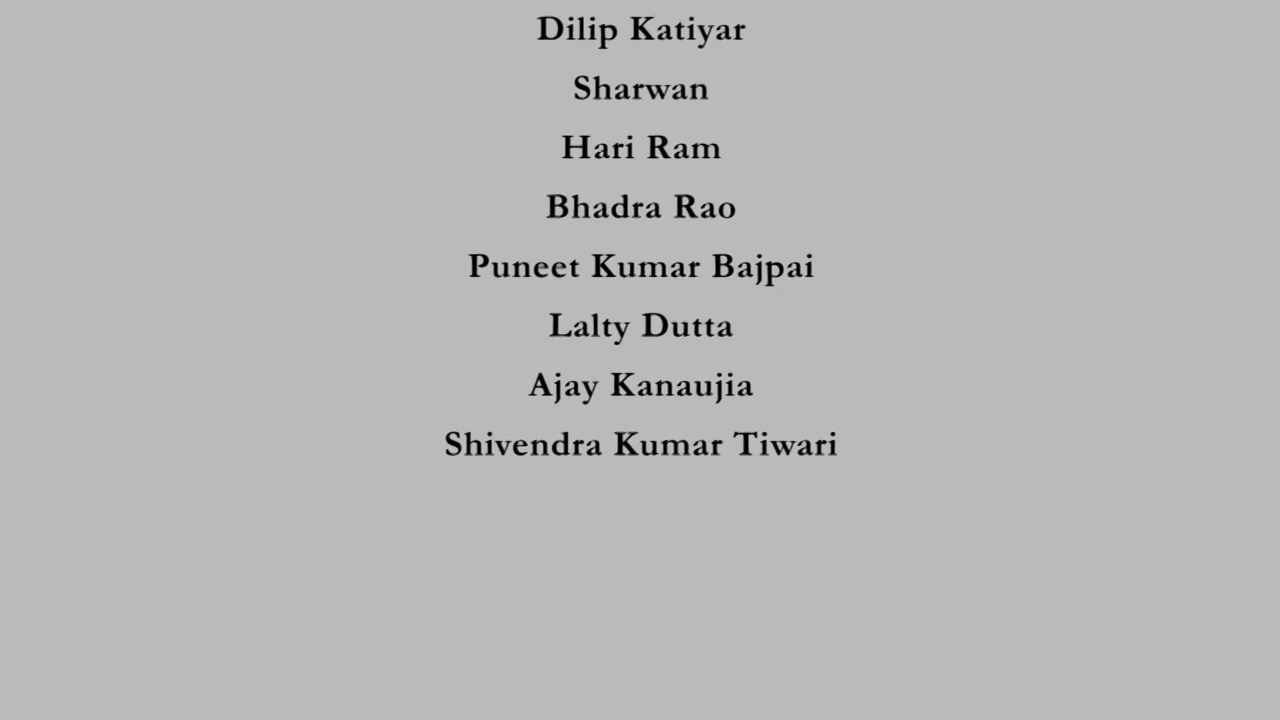 Dilip Katiyar
Sharwan
Hari Ram
Bhadra Rao
Puneet Kumar Bajpai
Lalty Dutta
Ajay Kanaujia
Shivendra Kumar Tiwari